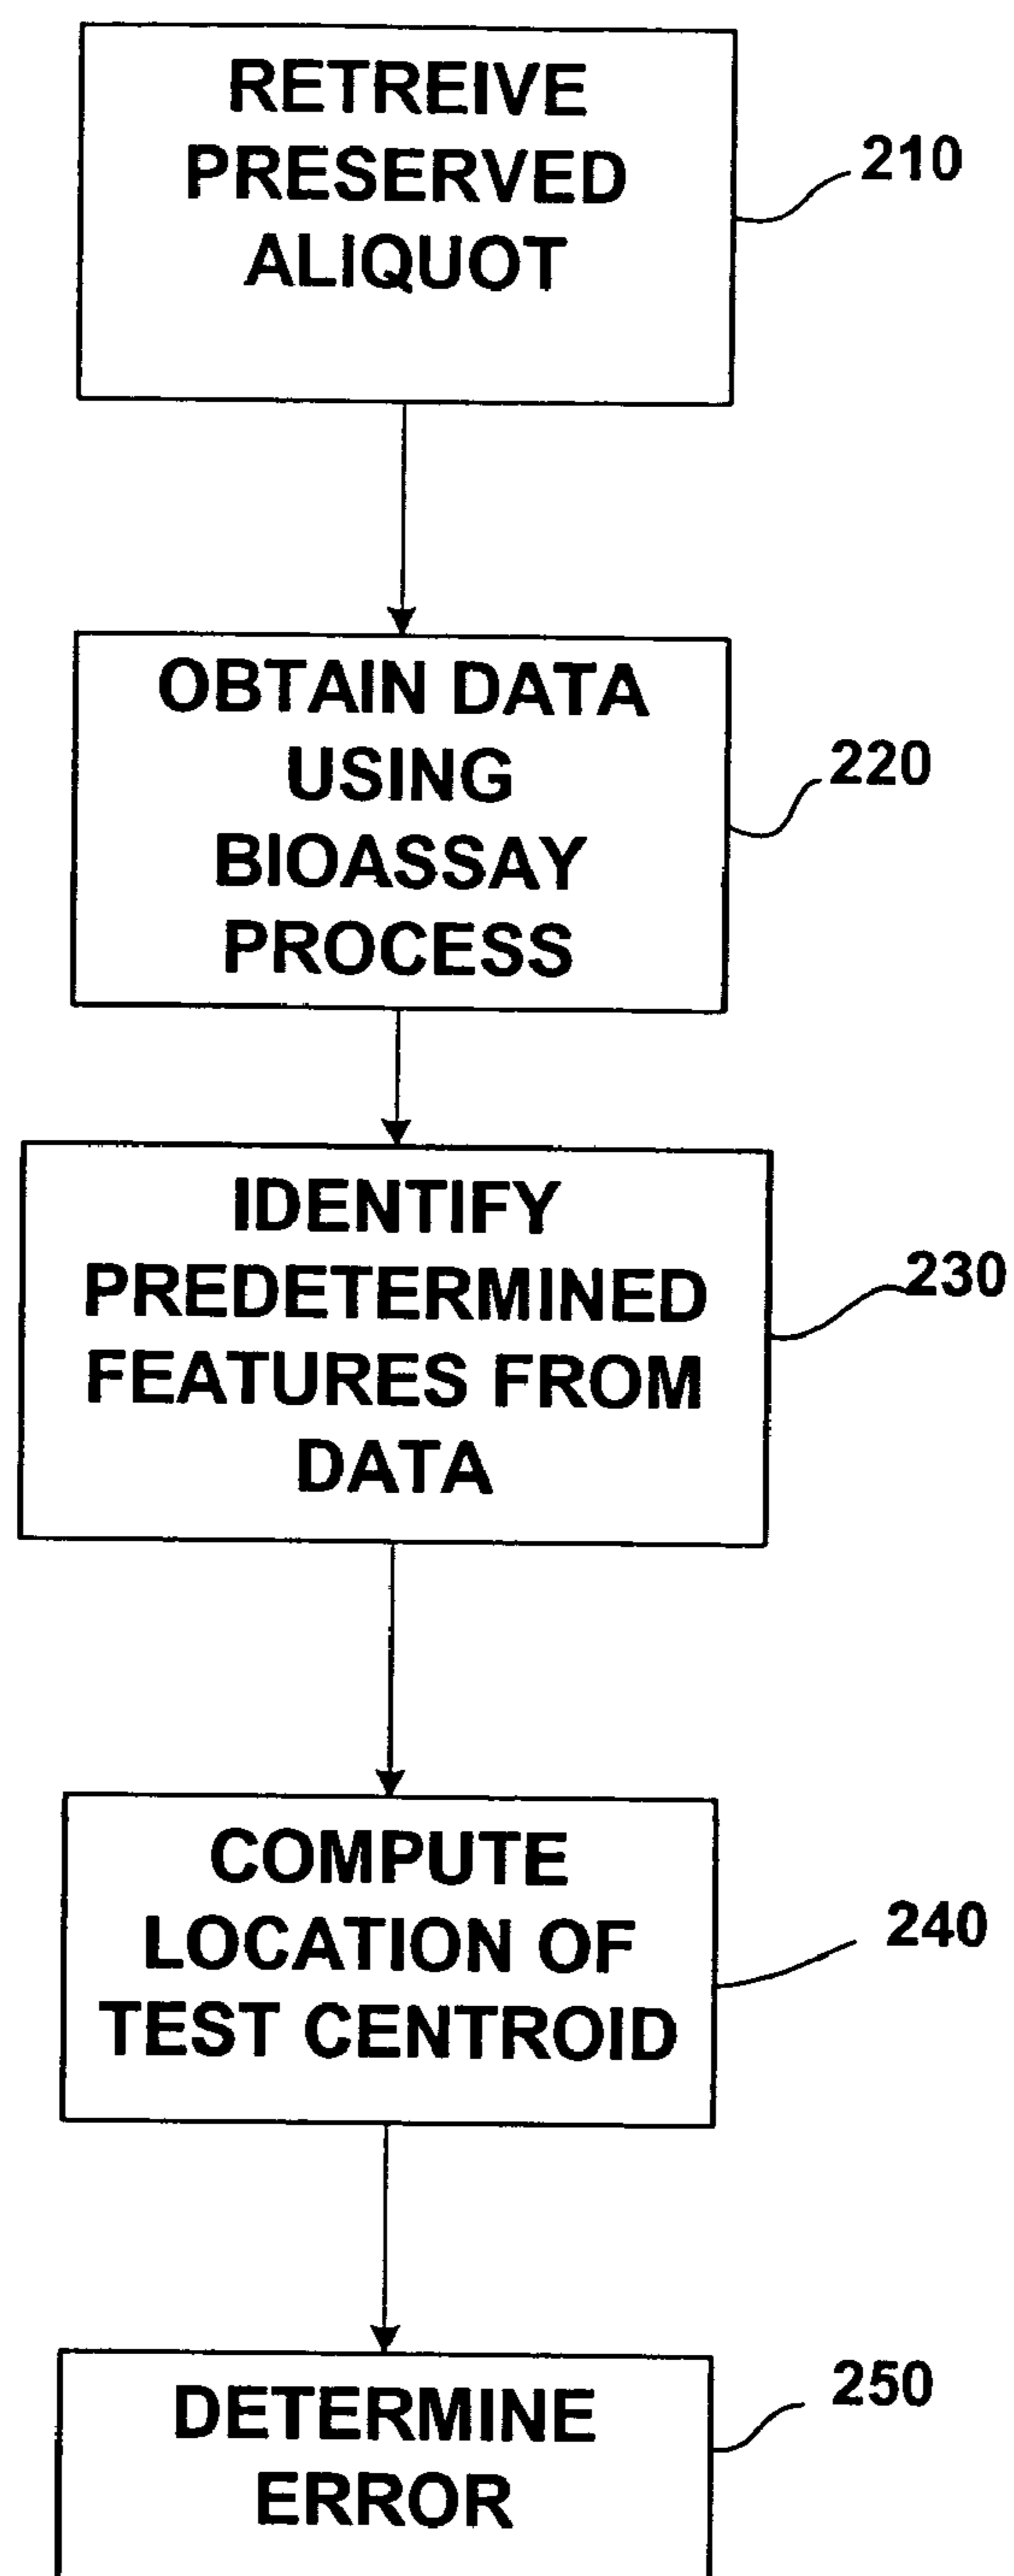 RETREIVE
PRESERVED
ALIQUOT
210
OBTAIN DATA
USING
BIOASSAY
PROCESS
220
IDENTIFY
PREDETERMINED
FEATURES FROM
DATA
230
COMPUTE
LOCATION OF
TEST CENTROID
240
DETERMINE
ERROR
250